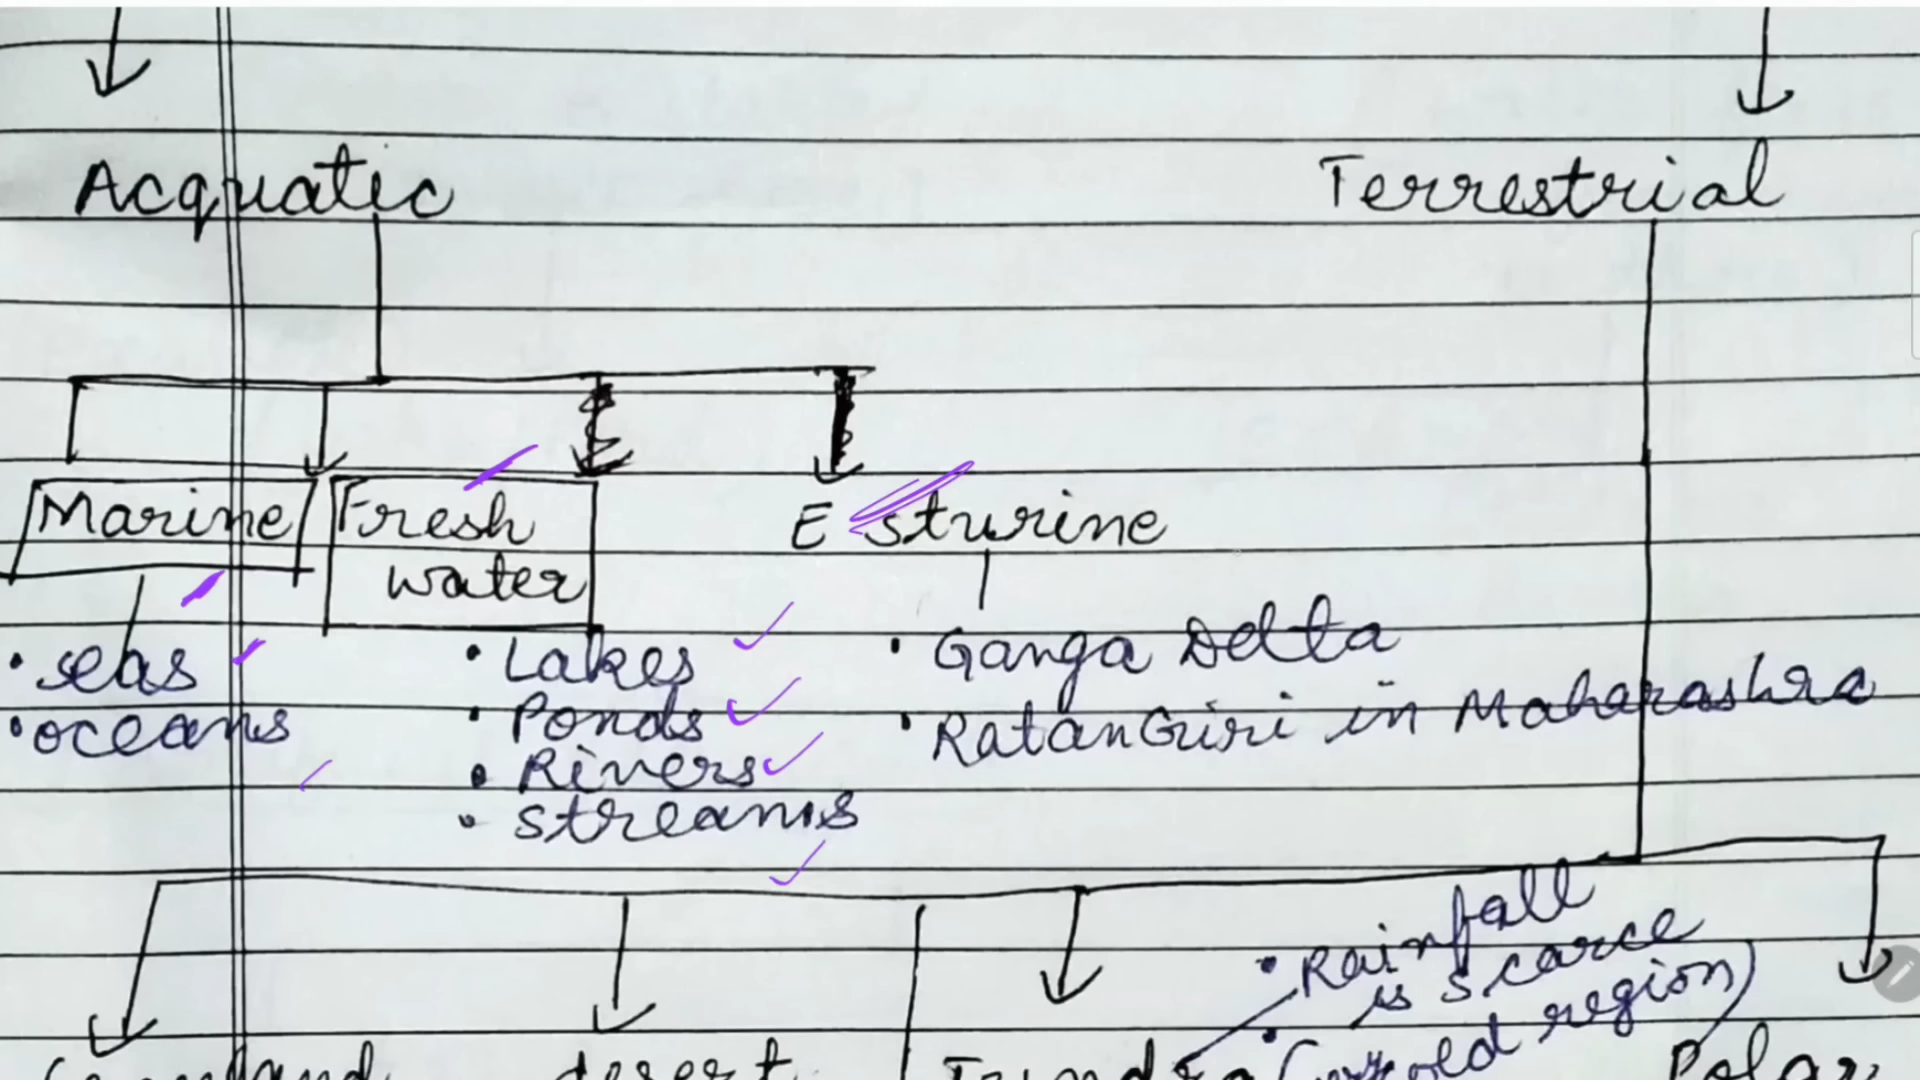 Acquatic Terrestrial
Marine Fresh Esturine
water
• seas • Lakes • Ganga Delta
• oceans • Ponds • RatanGiri in Maharashra
• Rivers
• streams
• Rainfall
is scarce
desert Tundra region) Polar